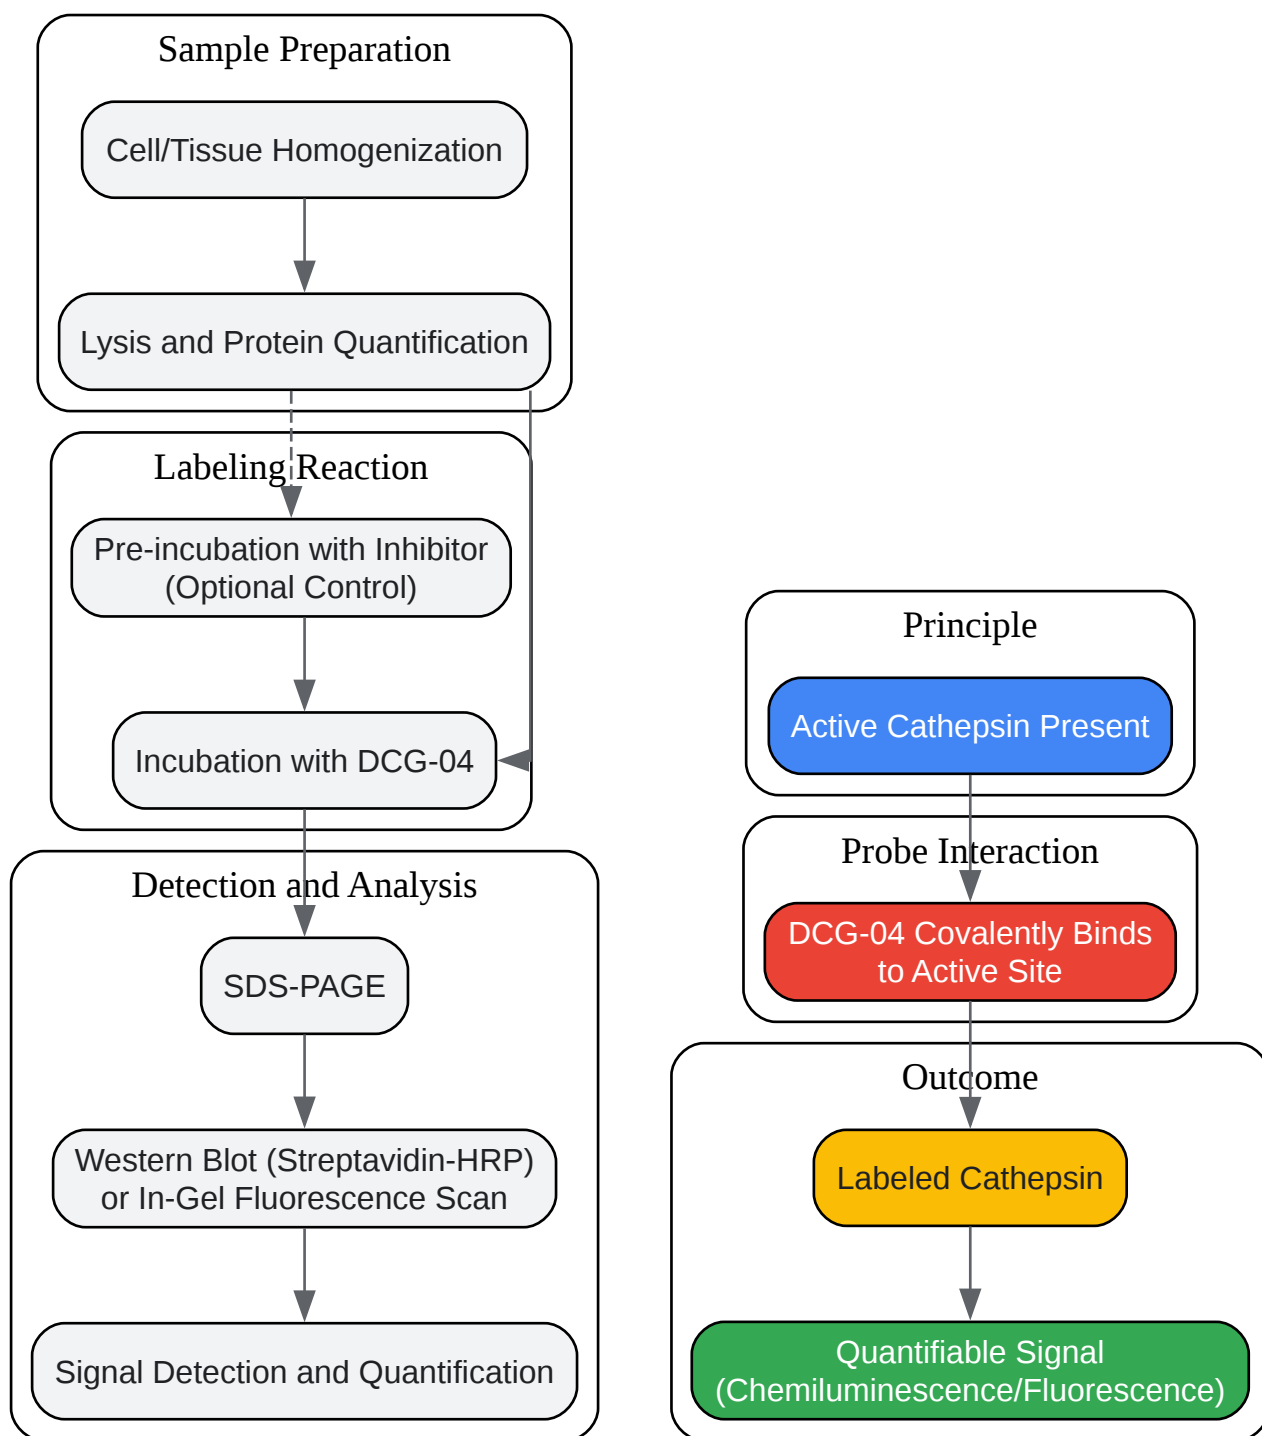 Sample Preparation
Cell/Tissue Homogenization
Lysis and Protein Quantification
Labeling Reaction
Pre-incubation with Inhibitor
(Optional Control)
Incubation with DCG-04
Detection and Analysis
SDS-PAGE
Western Blot (Streptavidin-HRP)
or In-Gel Fluorescence Scan
Signal Detection and Quantification
Principle
Active Cathepsin Present
Probe Interaction
DCG-04 Covalently Binds
to Active Site
Outcome
Labeled Cathepsin
Quantifiable Signal
(Chemiluminescence/Fluorescence)